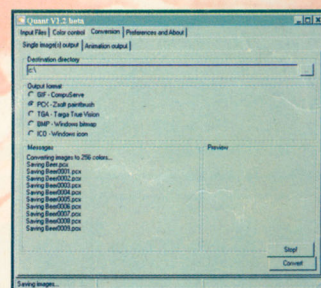 Quant V1.2 beta
Input Files Color control Conversion Preferences and About
Single image(s) output Animation output
Destination directory
c:\
...
Output format
GIF - CompuServe
PCX - Zsoft paintbrush
TGA - Targa True Vision
BMP - Windows bitmap
ICO - Windows icon
Messages
Preview
Converting images to 256 colors...
Saving Beer.pcx
Saving Beer0001.pcx
Saving Beer0002.pcx
Saving Beer0003.pcx
Saving Beer0004.pcx
Saving Beer0005.pcx
Saving Beer0006.pcx
Saving Beer0007.pcx
Saving Beer0008.pcx
Saving Beer0009.pcx
Stop!
Convert
Saving images...